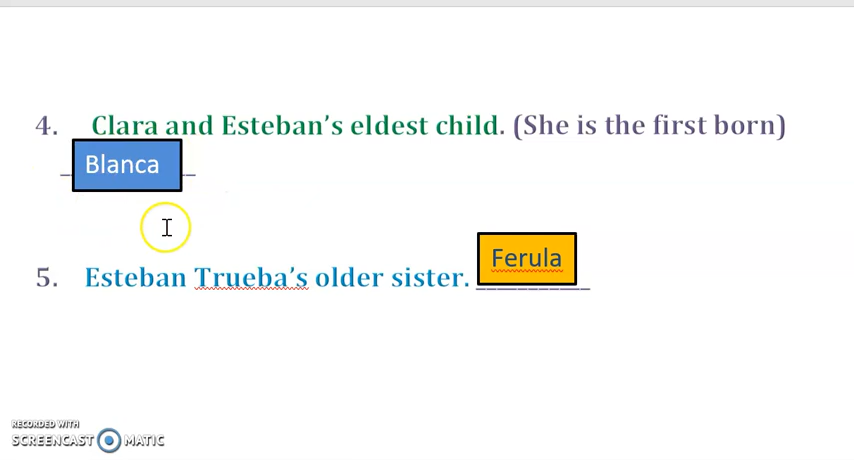 4. Clara and Esteban's eldest child. (She is the first born)
_ Blanca _
5. Esteban Trueba's older sister. Ferula
RECORDED WITH
SCREENCAST MATIC